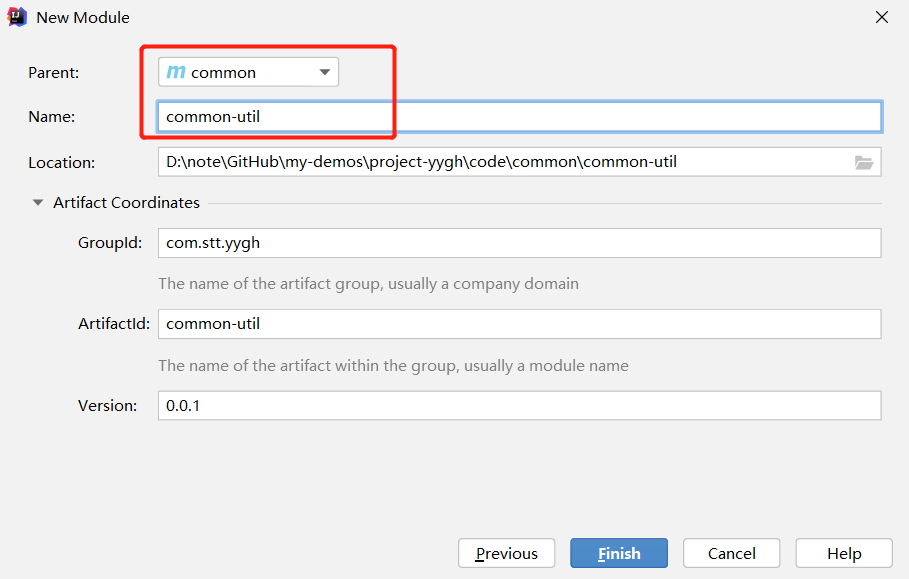 New Module
Parent: common
Name: common-util
Location: D:\note\GitHub\my-demos\project-yygh\code\common\common-util
Artifact Coordinates
GroupId: com.stt.yygh
The name of the artifact group, usually a company domain
ArtifactId: common-util
The name of the artifact within the group, usually a module name
Version: 0.0.1
Previous Finish Cancel Help